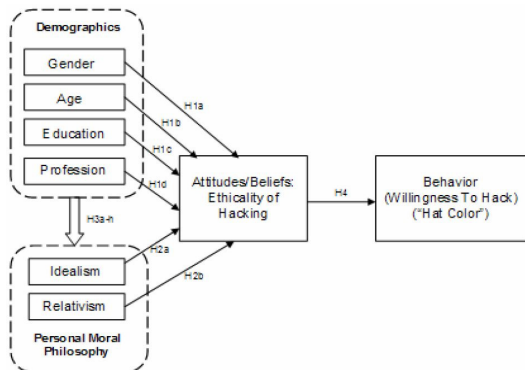 Demographics
Gender
Age
Education
Profession
H1a
H1b
H1c
H1d
H3a-h
Idealism
Relativism
Personal Moral
Philosophy
H2a
H2b
Attitudes/Beliefs:
Ethicality of
Hacking
H4
Behavior
(Willingness To Hack)
("Hat Color")